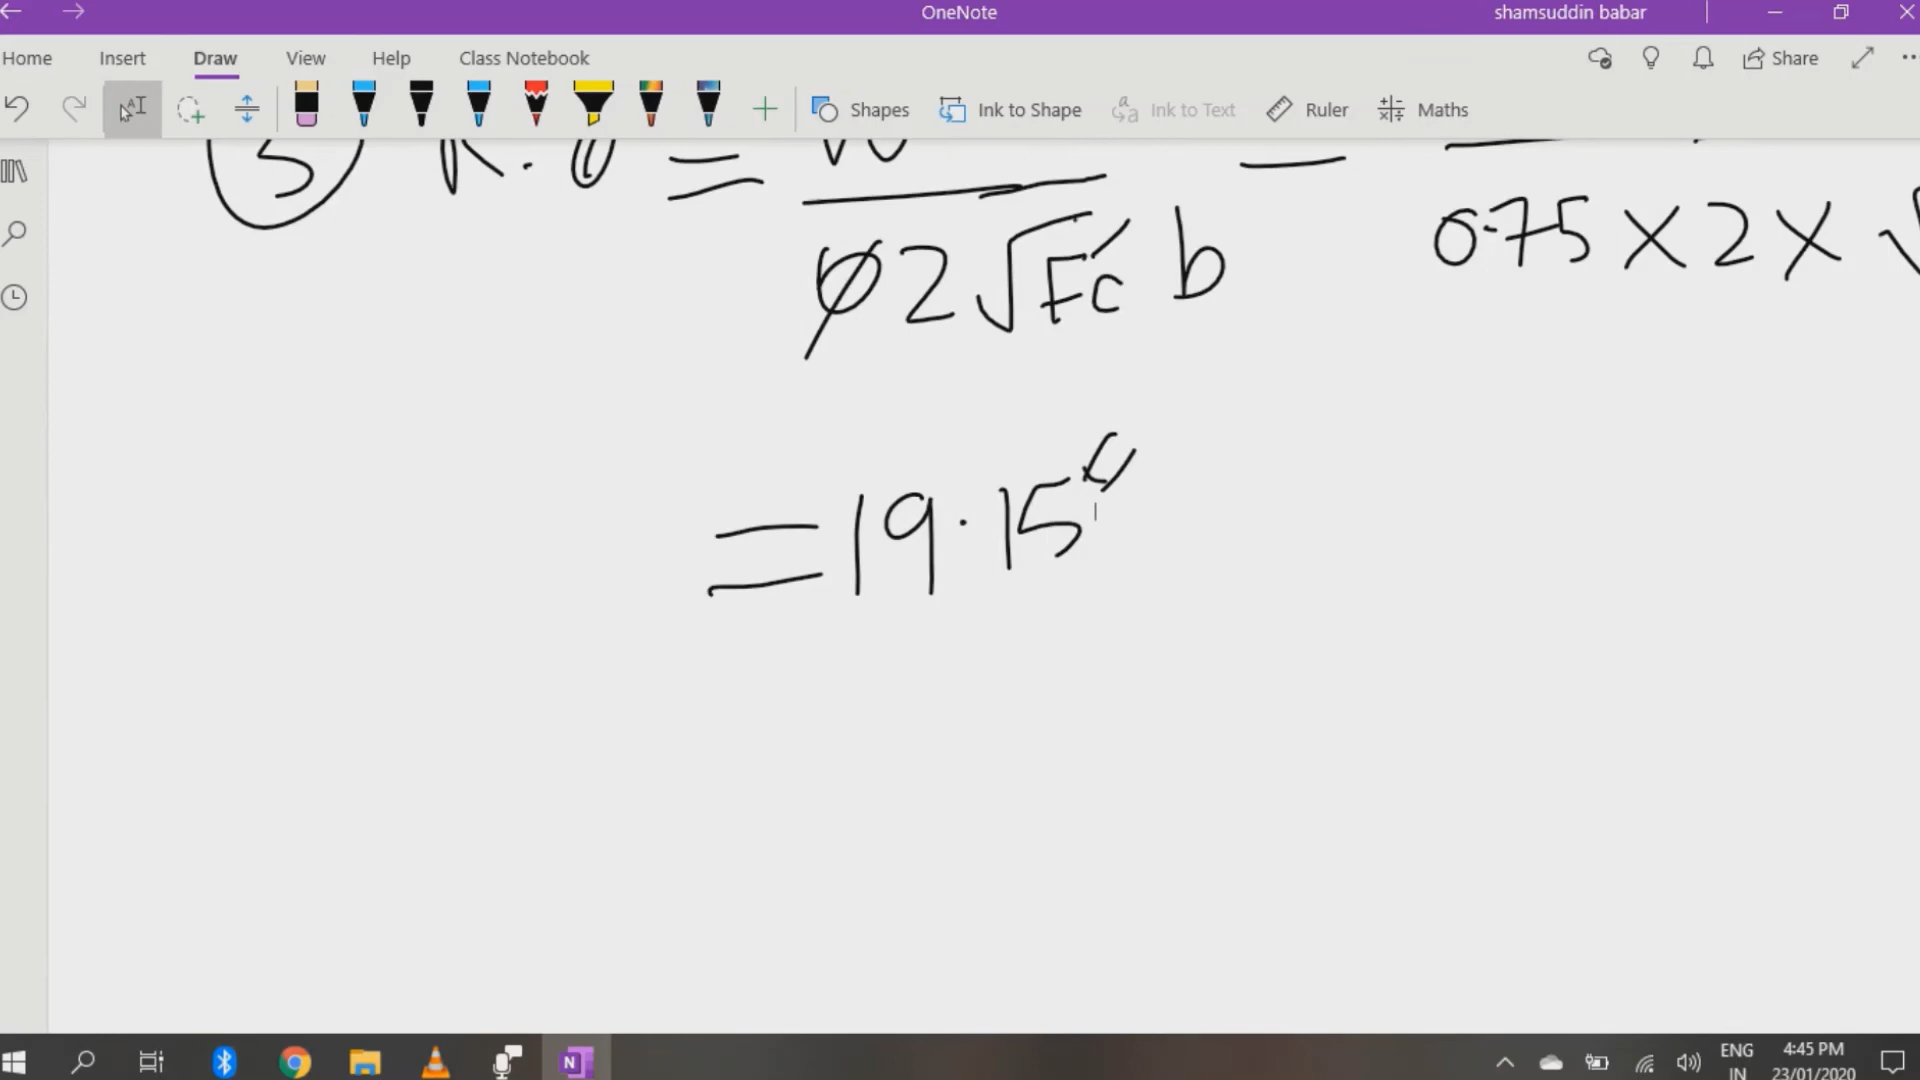 OneNote
shamsuddin babar
Home Insert Draw View Help Class Notebook Share
Shapes Ink to Shape Ink to Text Ruler Maths
= =
ϕ2√Fc' b 0.75 X 2 X √
= 19.15"
ENG 4:45 PM
IN 23/01/2020